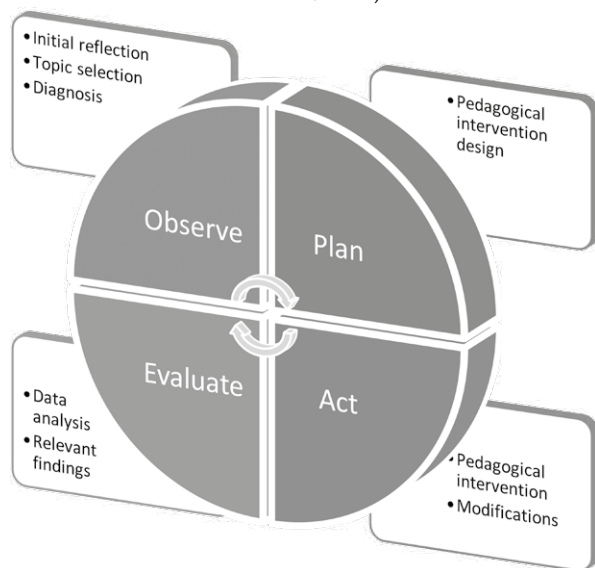 • Initial reflection
• Topic selection
• Diagnosis
• Pedagogical
intervention
design
Observe
Plan
Evaluate
Act
• Data
analysis
• Relevant
findings
• Pedagogical
intervention
• Modifications